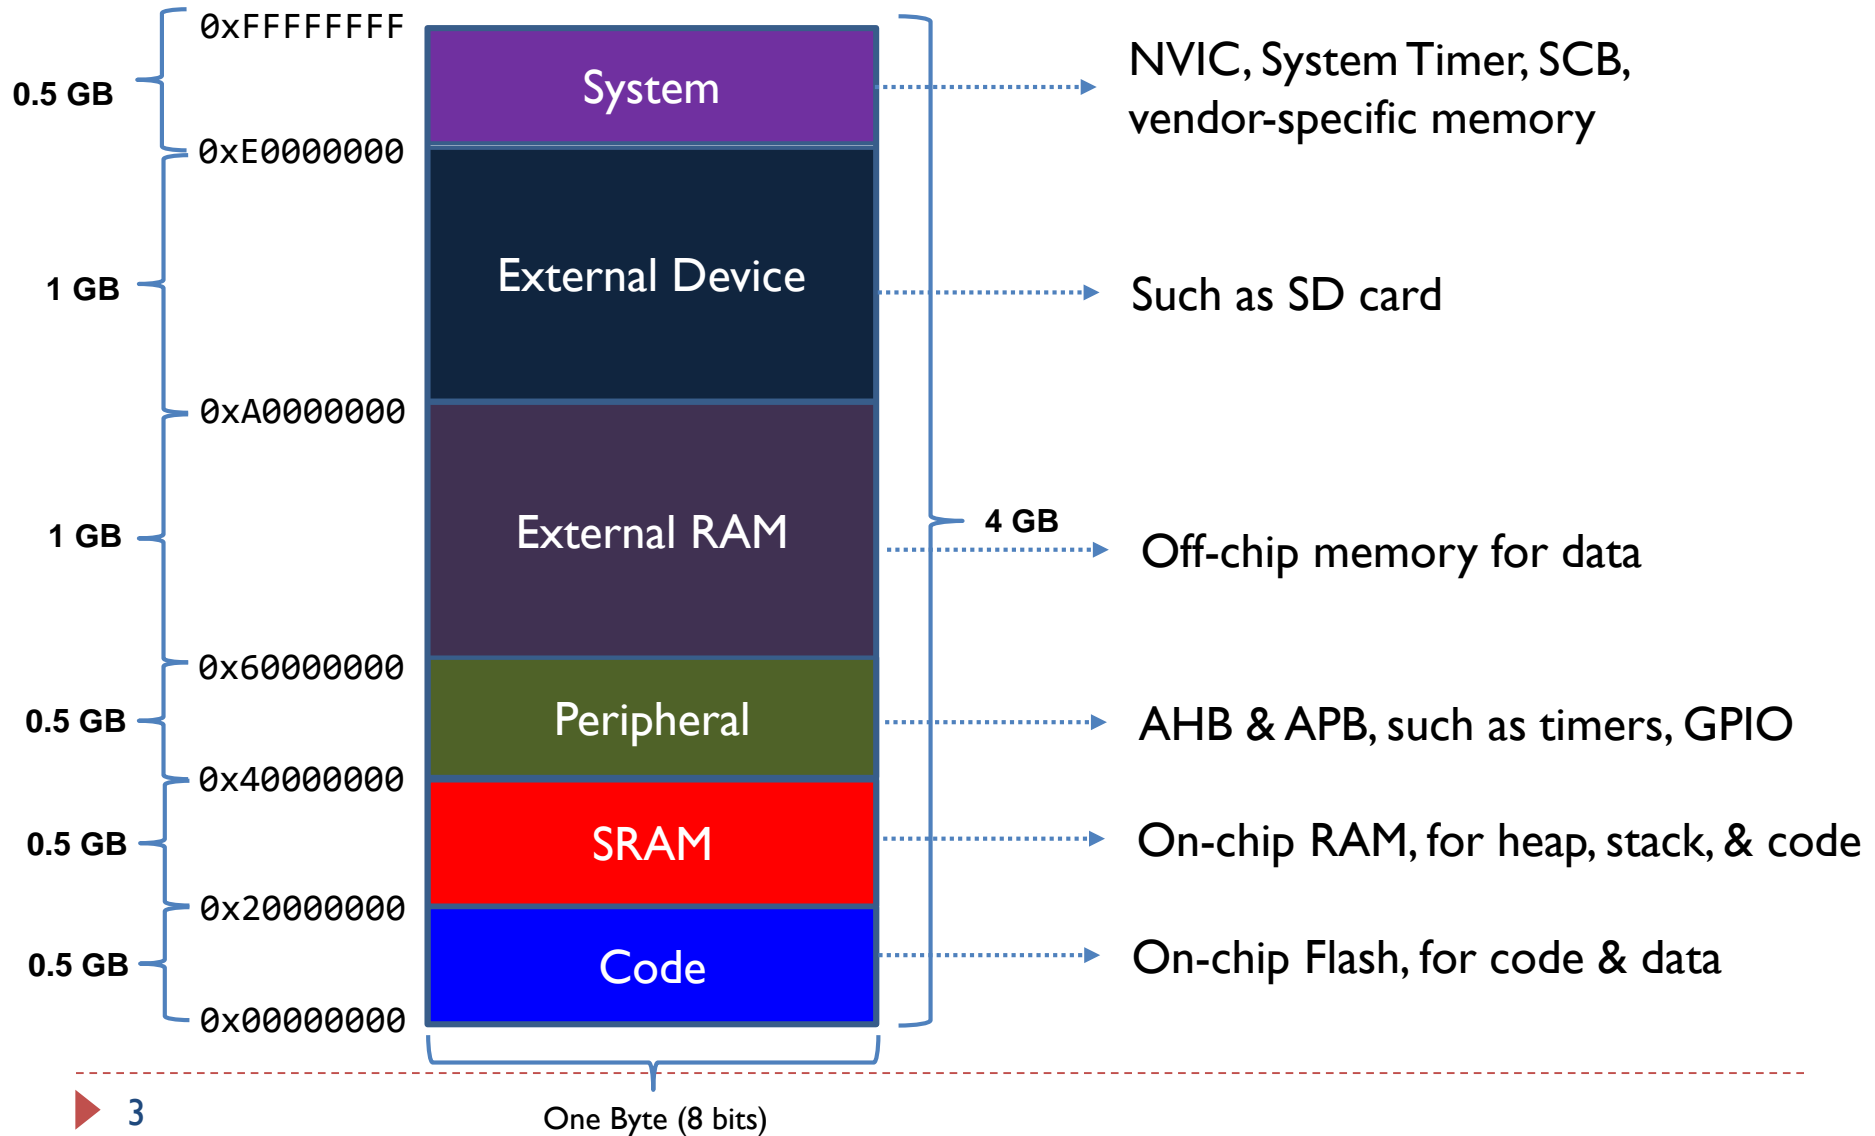 0xFFFFFFFF
0.5 GB
System
NVIC, System Timer, SCB,
vendor-specific memory
0xE0000000
1 GB
External Device
Such as SD card
0xA0000000
1 GB
External RAM
4 GB
Off-chip memory for data
0x60000000
0.5 GB
Peripheral
AHB & APB, such as timers, GPIO
0x40000000
0.5 GB
SRAM
On-chip RAM, for heap, stack, & code
0x20000000
0.5 GB
Code
On-chip Flash, for code & data
0x00000000
3
One Byte (8 bits)